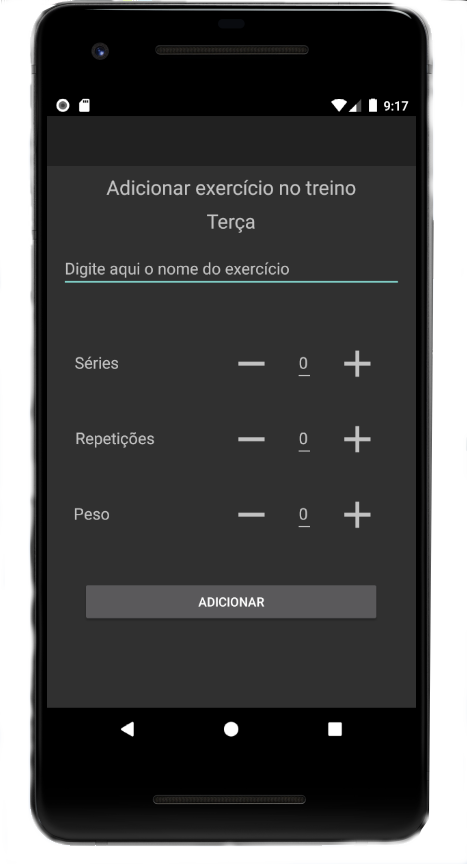 9:17
Adicionar exercício no treino
Terça
Digite aqui o nome do exercício
Séries
0
Repetições
0
Peso
0
ADICIONAR